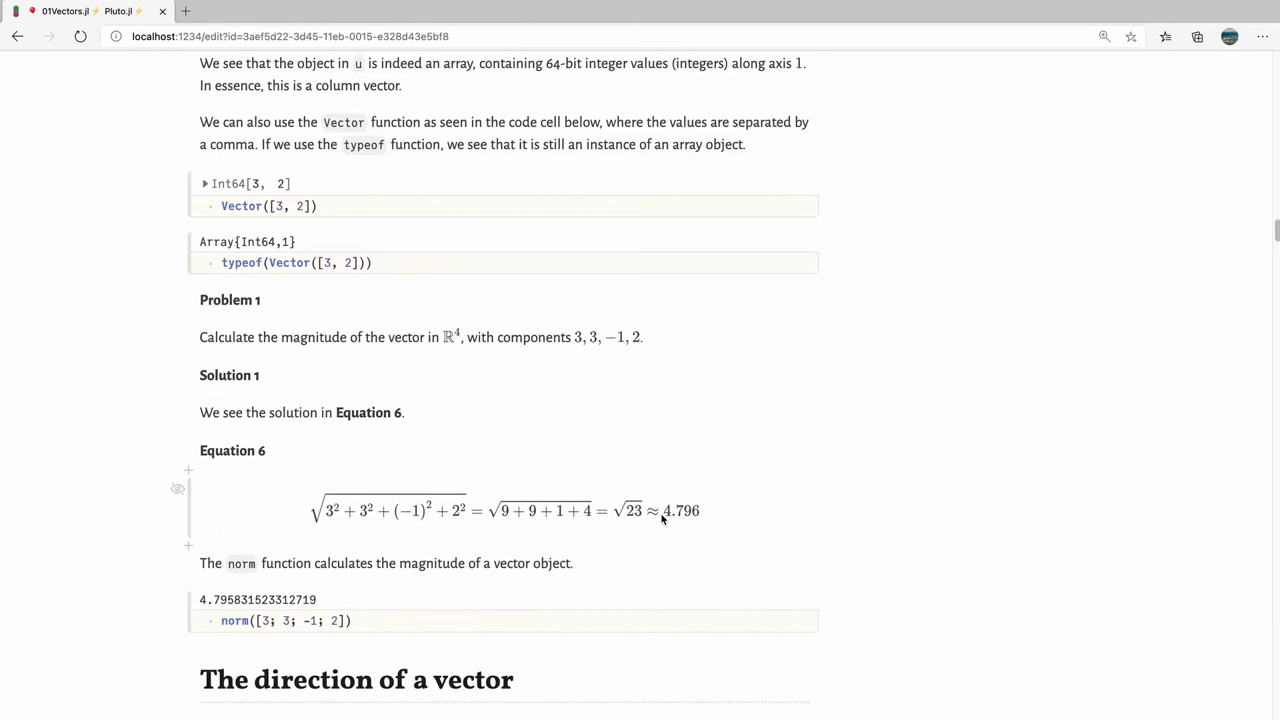 01Vectors.jl ⚡ Pluto.jl ⚡
localhost:1234/edit?id=3aef5d22-3d45-11eb-0015-e328d43e5bf8
We see that the object in u is indeed an array, containing 64-bit integer values (integers) along axis 1.
In essence, this is a column vector.
We can also use the Vector function as seen in the code cell below, where the values are separated by
a comma. If we use the typeof function, we see that it is still an instance of an array object.
Int64[3, 2]
Vector([3, 2])
Array{Int64,1}
typeof(Vector([3, 2]))
Problem 1
Calculate the magnitude of the vector in ℝ⁴, with components 3, 3, −1, 2.
Solution 1
We see the solution in Equation 6.
Equation 6
√(3² + 3² + (−1)² + 2²) = √(9 + 9 + 1 + 4) = √23 ≈ 4.796
The norm function calculates the magnitude of a vector object.
4.795831523312719
norm([3; 3; -1; 2])
The direction of a vector